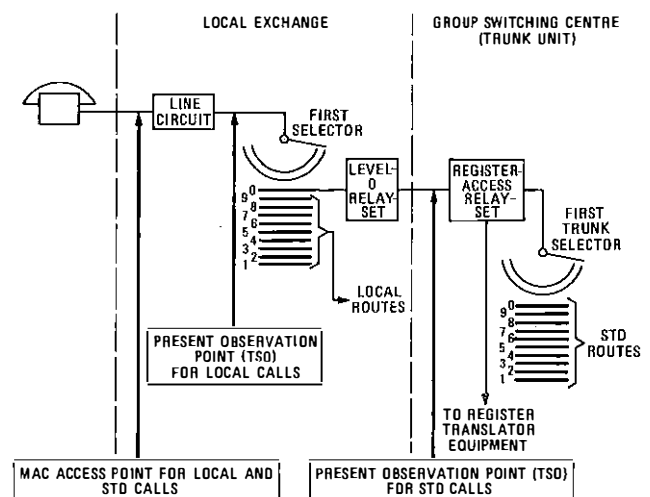 LOCAL EXCHANGE
GROUP SWITCHING CENTRE
(TRUNK UNIT)
LINE
CIRCUIT
FIRST
SELECTOR
LEVEL-
0
RELAY-
SET
REGISTER-
ACCESS
RELAY-
SET
FIRST
TRUNK
SELECTOR
0
9
8
7
6
5
4
3
2
1
LOCAL
ROUTES
0
9
8
7
6
5
4
3
2
1
STD
ROUTES
PRESENT OBSERVATION
POINT (TSO)
FOR LOCAL CALLS
TO REGISTER
TRANSLATOR
EQUIPMENT
MAC ACCESS POINT FOR LOCAL AND
STD CALLS
PRESENT OBSERVATION POINT (TSO)
FOR STD CALLS